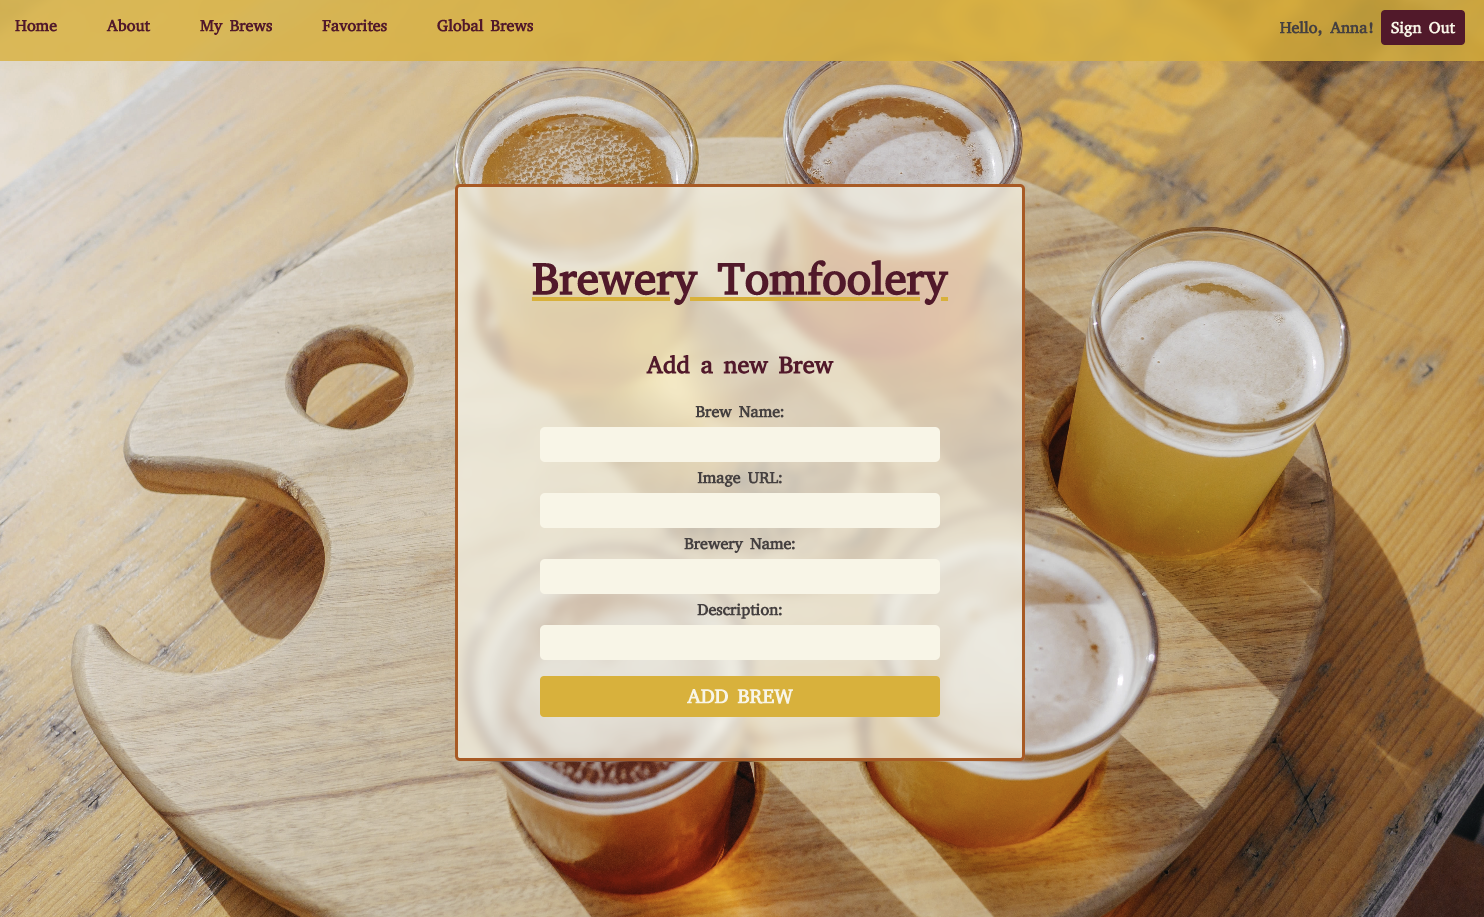 Home About My Brews Favorites Global Brews Hello, Anna! Sign Out
Brewery Tomfoolery
Add a new Brew
Brew Name:
Image URL:
Brewery Name:
Description:
ADD BREW